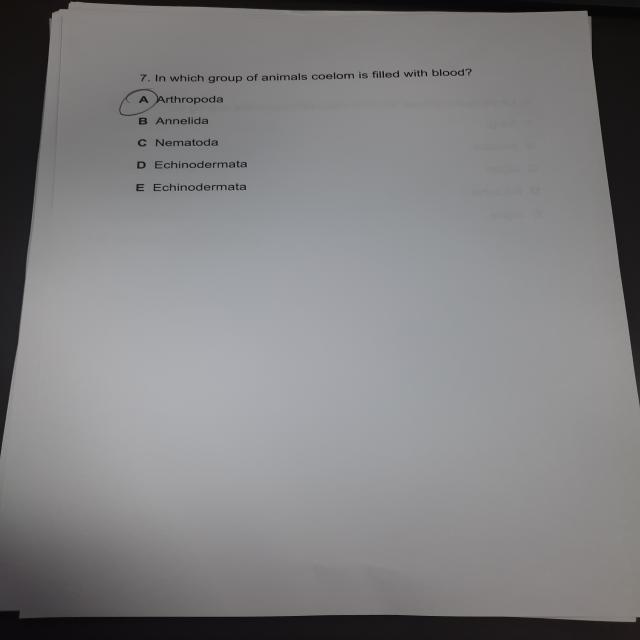 7. In which group of animals coelom is filled with blood?
A Arthropoda
B Annelida
C Nematoda
D Echinodermata
E Echinodermata